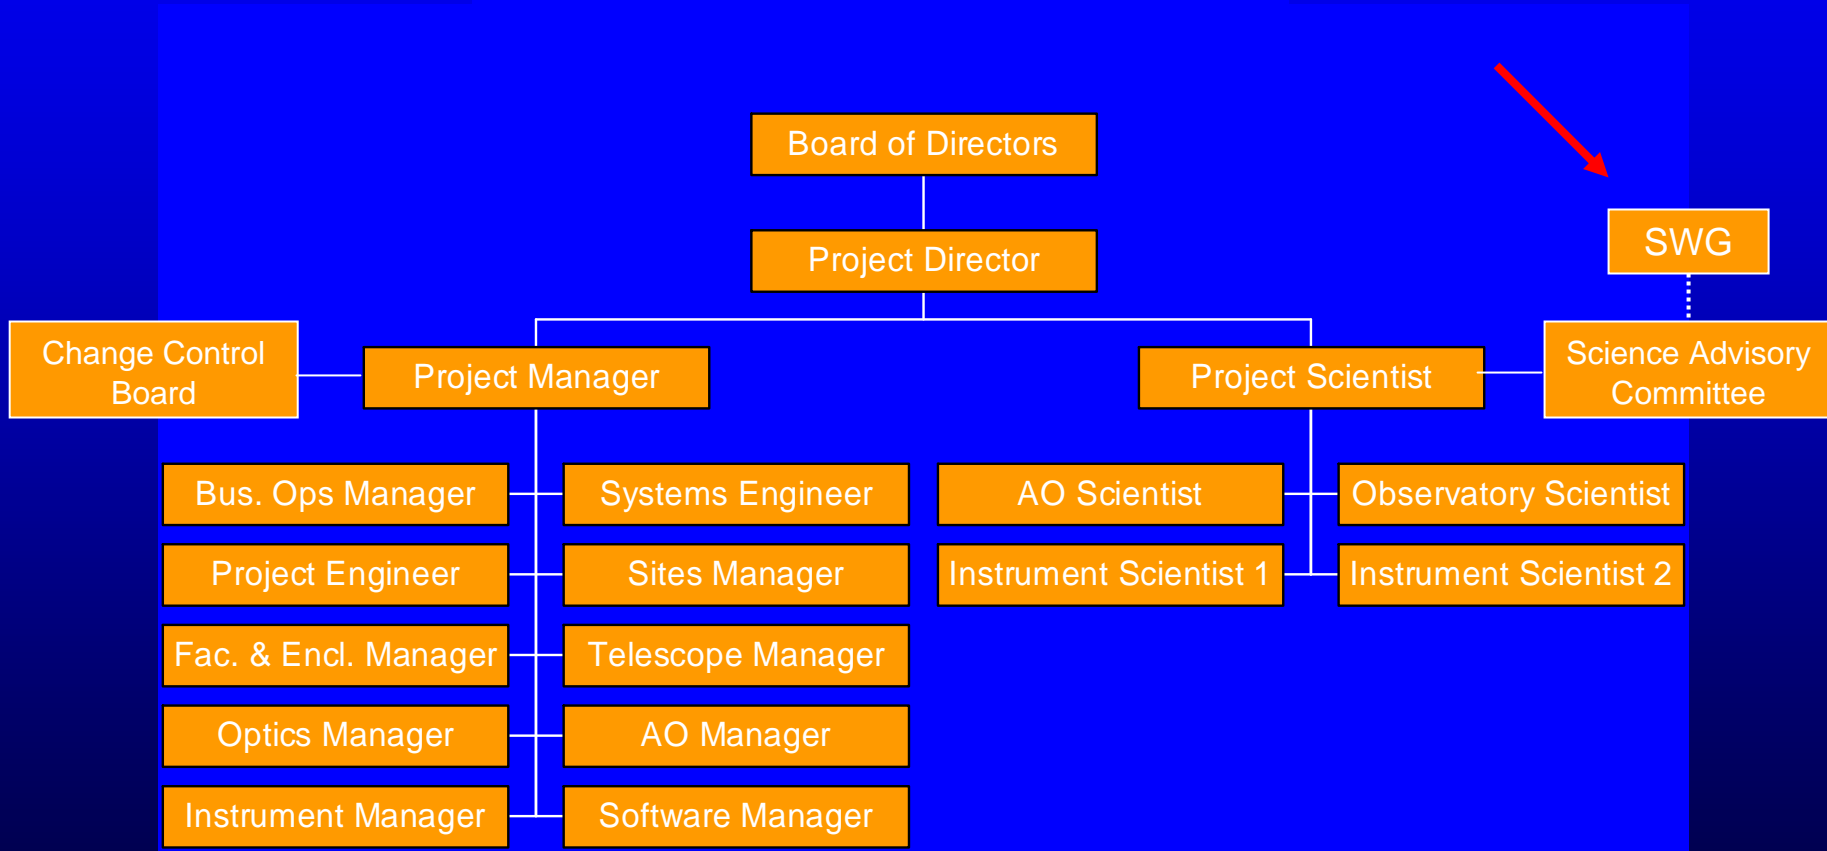 Board of Directors
Project Director
SWG
Change Control
Board
Project Manager
Project Scientist
Science Advisory
Committee
Bus. Ops Manager
Systems Engineer
AO Scientist
Observatory Scientist
Project Engineer
Sites Manager
Instrument Scientist 1
Instrument Scientist 2
Fac. & Encl. Manager
Telescope Manager
Optics Manager
AO Manager
Instrument Manager
Software Manager